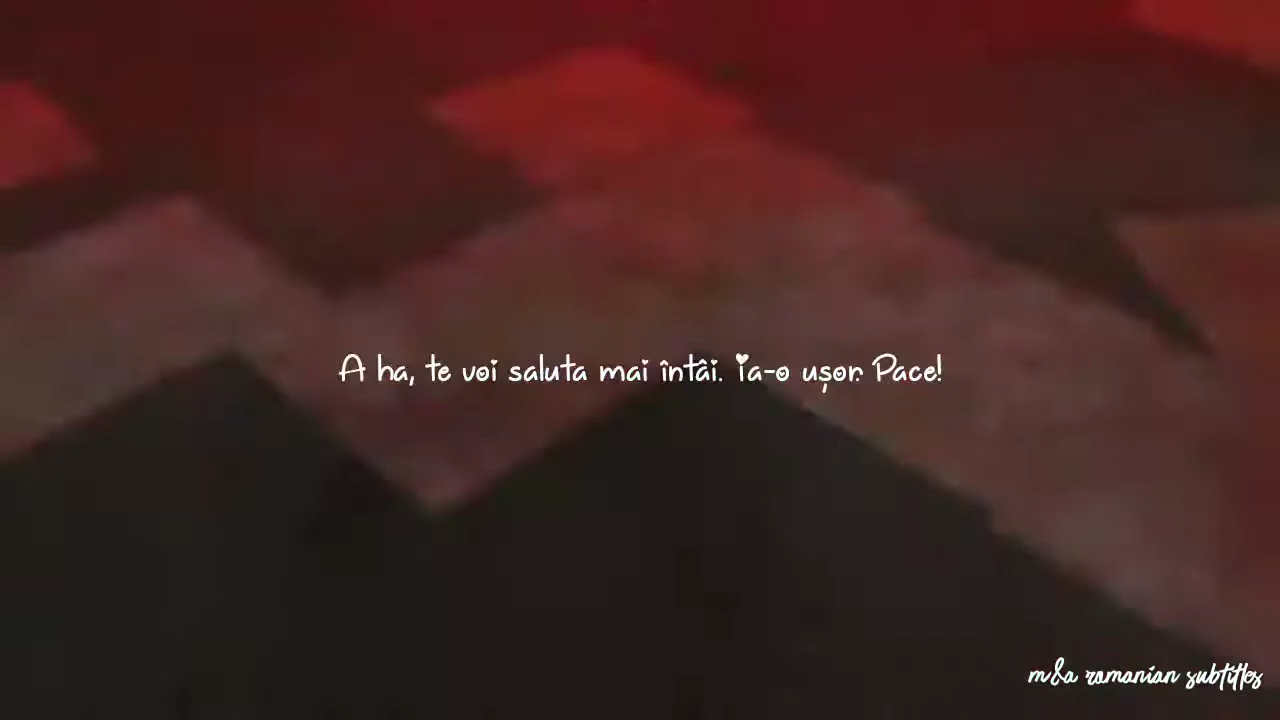 A ha, te voi saluta mai întâi. Ia-o ușor. Pace!
m&a romanian subtitles